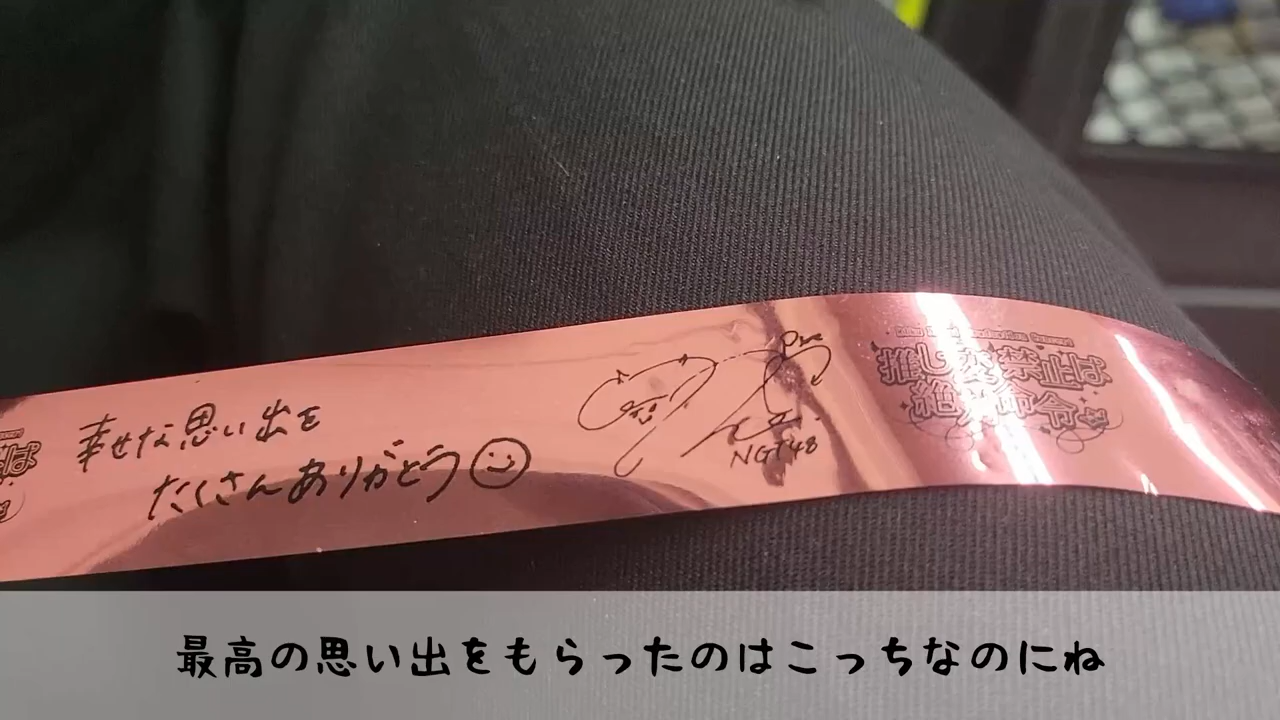 幸せな思い出を
たくさんありがとう
NGT48
推し変禁止は
絶対命令
最高の思い出をもらったのはこっちなのにね